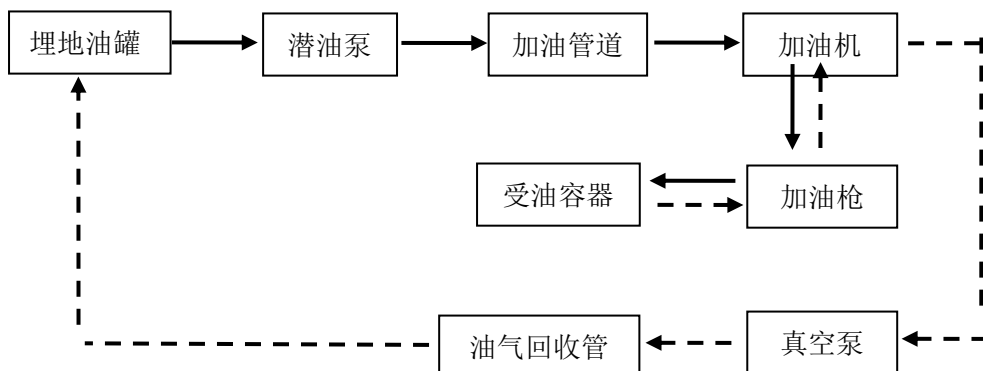 埋地油罐
潜油泵
加油管道
加油机
受油容器
加油枪
油气回收管
真空泵